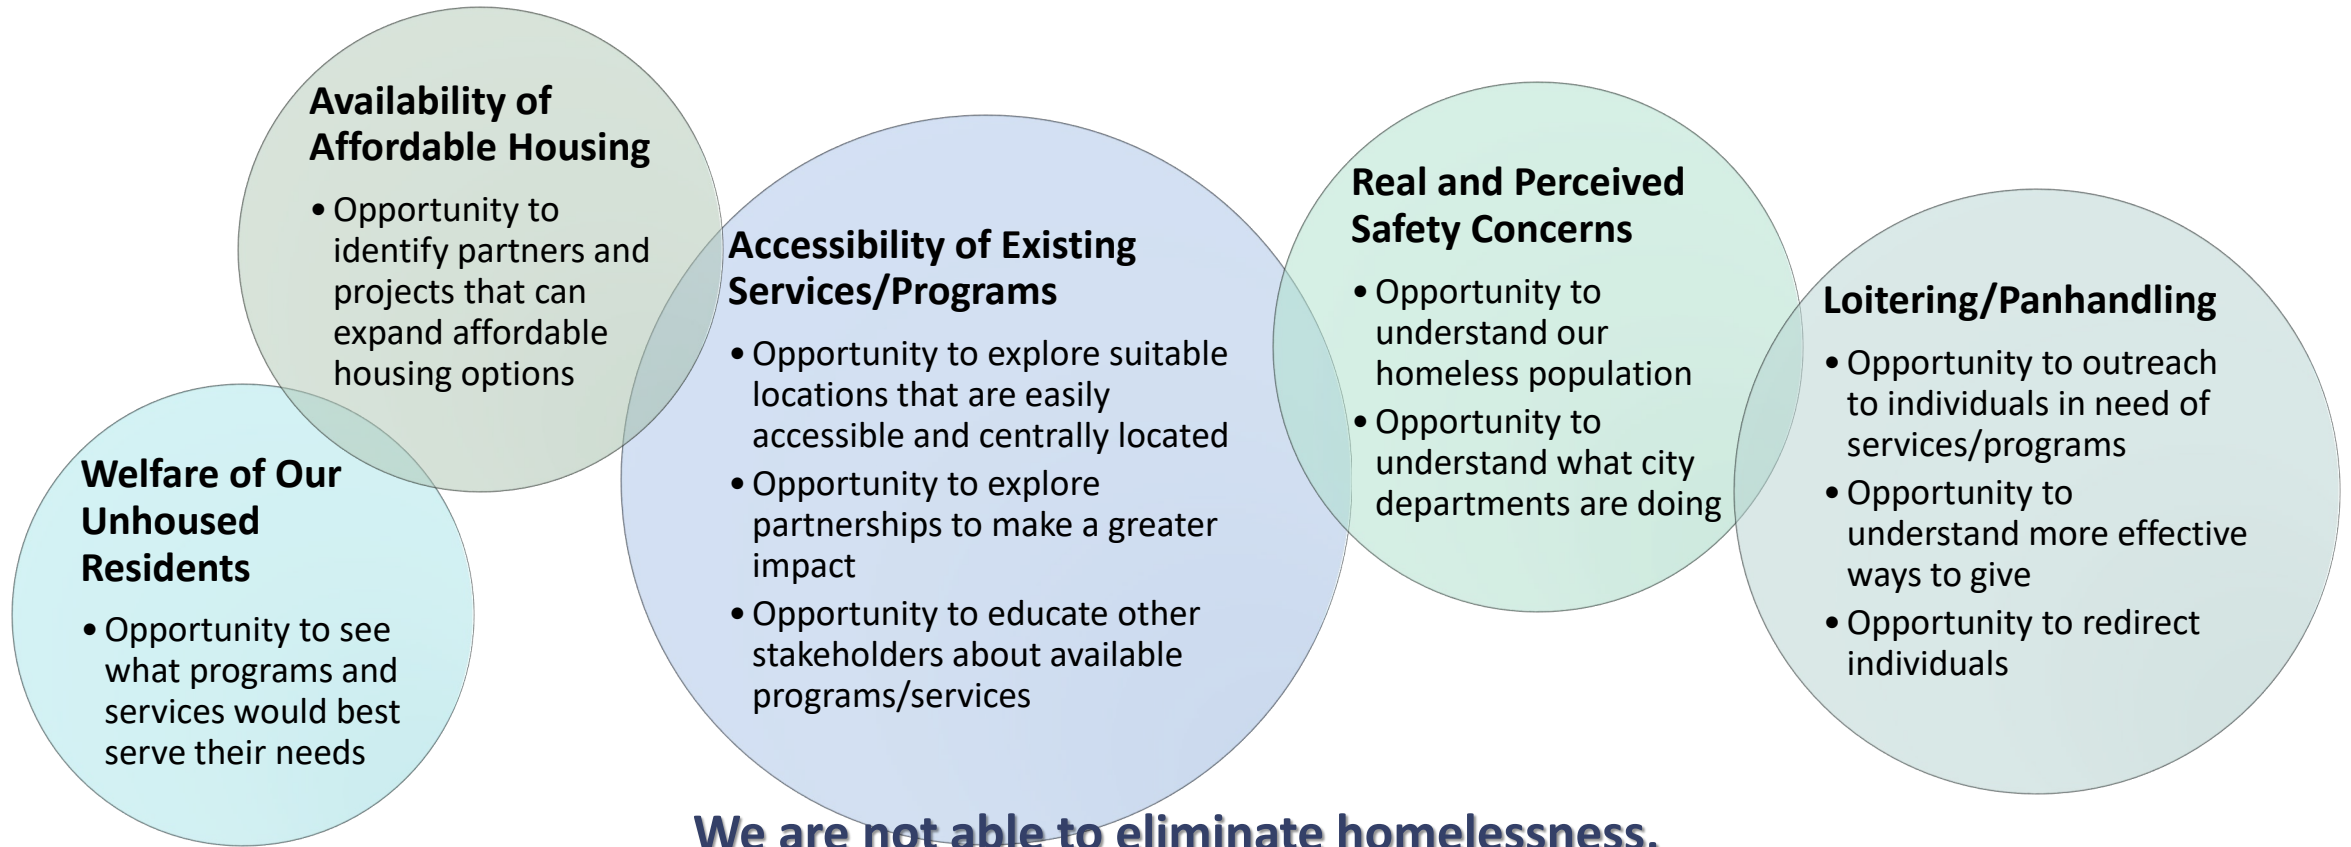 Availability of
Affordable Housing
• Opportunity to
identify partners and
projects that can
expand affordable
housing options
Welfare of Our
Unhoused
Residents
• Opportunity to see
what programs and
services would best
serve their needs
Accessibility of Existing
Services/Programs
• Opportunity to explore suitable
locations that are easily
accessible and centrally located
• Opportunity to explore
partnerships to make a greater
impact
• Opportunity to educate other
stakeholders about available
programs/services
Real and Perceived
Safety Concerns
• Opportunity to
understand our
homeless population
• Opportunity to
understand what city
departments are doing
Loitering/Panhandling
• Opportunity to outreach
to individuals in need of
services/programs
• Opportunity to
understand more effective
ways to give
• Opportunity to redirect
individuals
We are not able to eliminate homelessness.